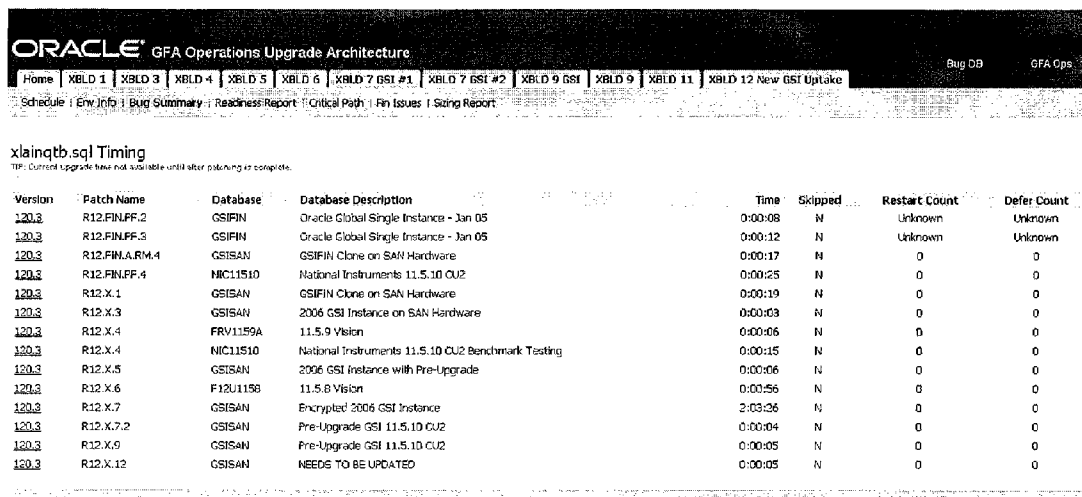 ORACLE® GFA Operations Upgrade Architecture
Bug DB GFA Ops
Home XBLD 1 XBLD 3 XBLD 4 XBLD 5 XBLD 6 XBLD 7 GSI #1 XBLD 7 GSI #2 XBLD 9 GSI XBLD 9 XBLD 11 XBLD 12 New GSI Uptake
Schedule | Env Info | Bug Summary | Readiness Report | Critical Path | Fin Issues | Sizing Report
xlainqtb.sql Timing
TIP: Current upgrade time not available until after patching is complete.
Version Patch Name Database Database Description Time Skipped Restart Count Defer Count
120.3 R12.FIN.PF.2 GSIFIN Oracle Global Single Instance - Jan 05 0:00:08 N Unknown Unknown
120.3 R12.FIN.PF.3 GSIFIN Oracle Global Single Instance - Jan 05 0:00:12 N Unknown Unknown
120.3 R12.FIN.A.RM.4 GSISAN GSIFIN Clone on SAN Hardware 0:00:17 N 0 0
120.3 R12.FIN.PF.4 NIC11510 National Instruments 11.5.10 CU2 0:00:25 N 0 0
120.3 R12.X.1 GSISAN GSIFIN Clone on SAN Hardware 0:00:19 N 0 0
120.3 R12.X.3 GSISAN 2006 GSI Instance on SAN Hardware 0:00:03 N 0 0
120.3 R12.X.4 FRV1159A 11.5.9 Vision 0:00:06 N 0 0
120.3 R12.X.4 NIC11510 National Instruments 11.5.10 CU2 Benchmark Testing 0:00:15 N 0 0
120.3 R12.X.5 GSISAN 2006 GSI Instance with Pre-Upgrade 0:00:06 N 0 0
120.3 R12.X.6 F12U1158 11.5.8 Vision 0:00:56 N 0 0
120.3 R12.X.7 GSISAN Encrypted 2006 GSI Instance 2:03:26 N 0 0
120.3 R12.X.7.2 GSISAN Pre-Upgrade GSI 11.5.10 CU2 0:00:04 N 0 0
120.3 R12.X.9 GSISAN Pre-Upgrade GSI 11.5.10 CU2 0:00:05 N 0 0
120.3 R12.X.12 GSISAN NEEDS TO BE UPDATED 0:00:05 N 0 0